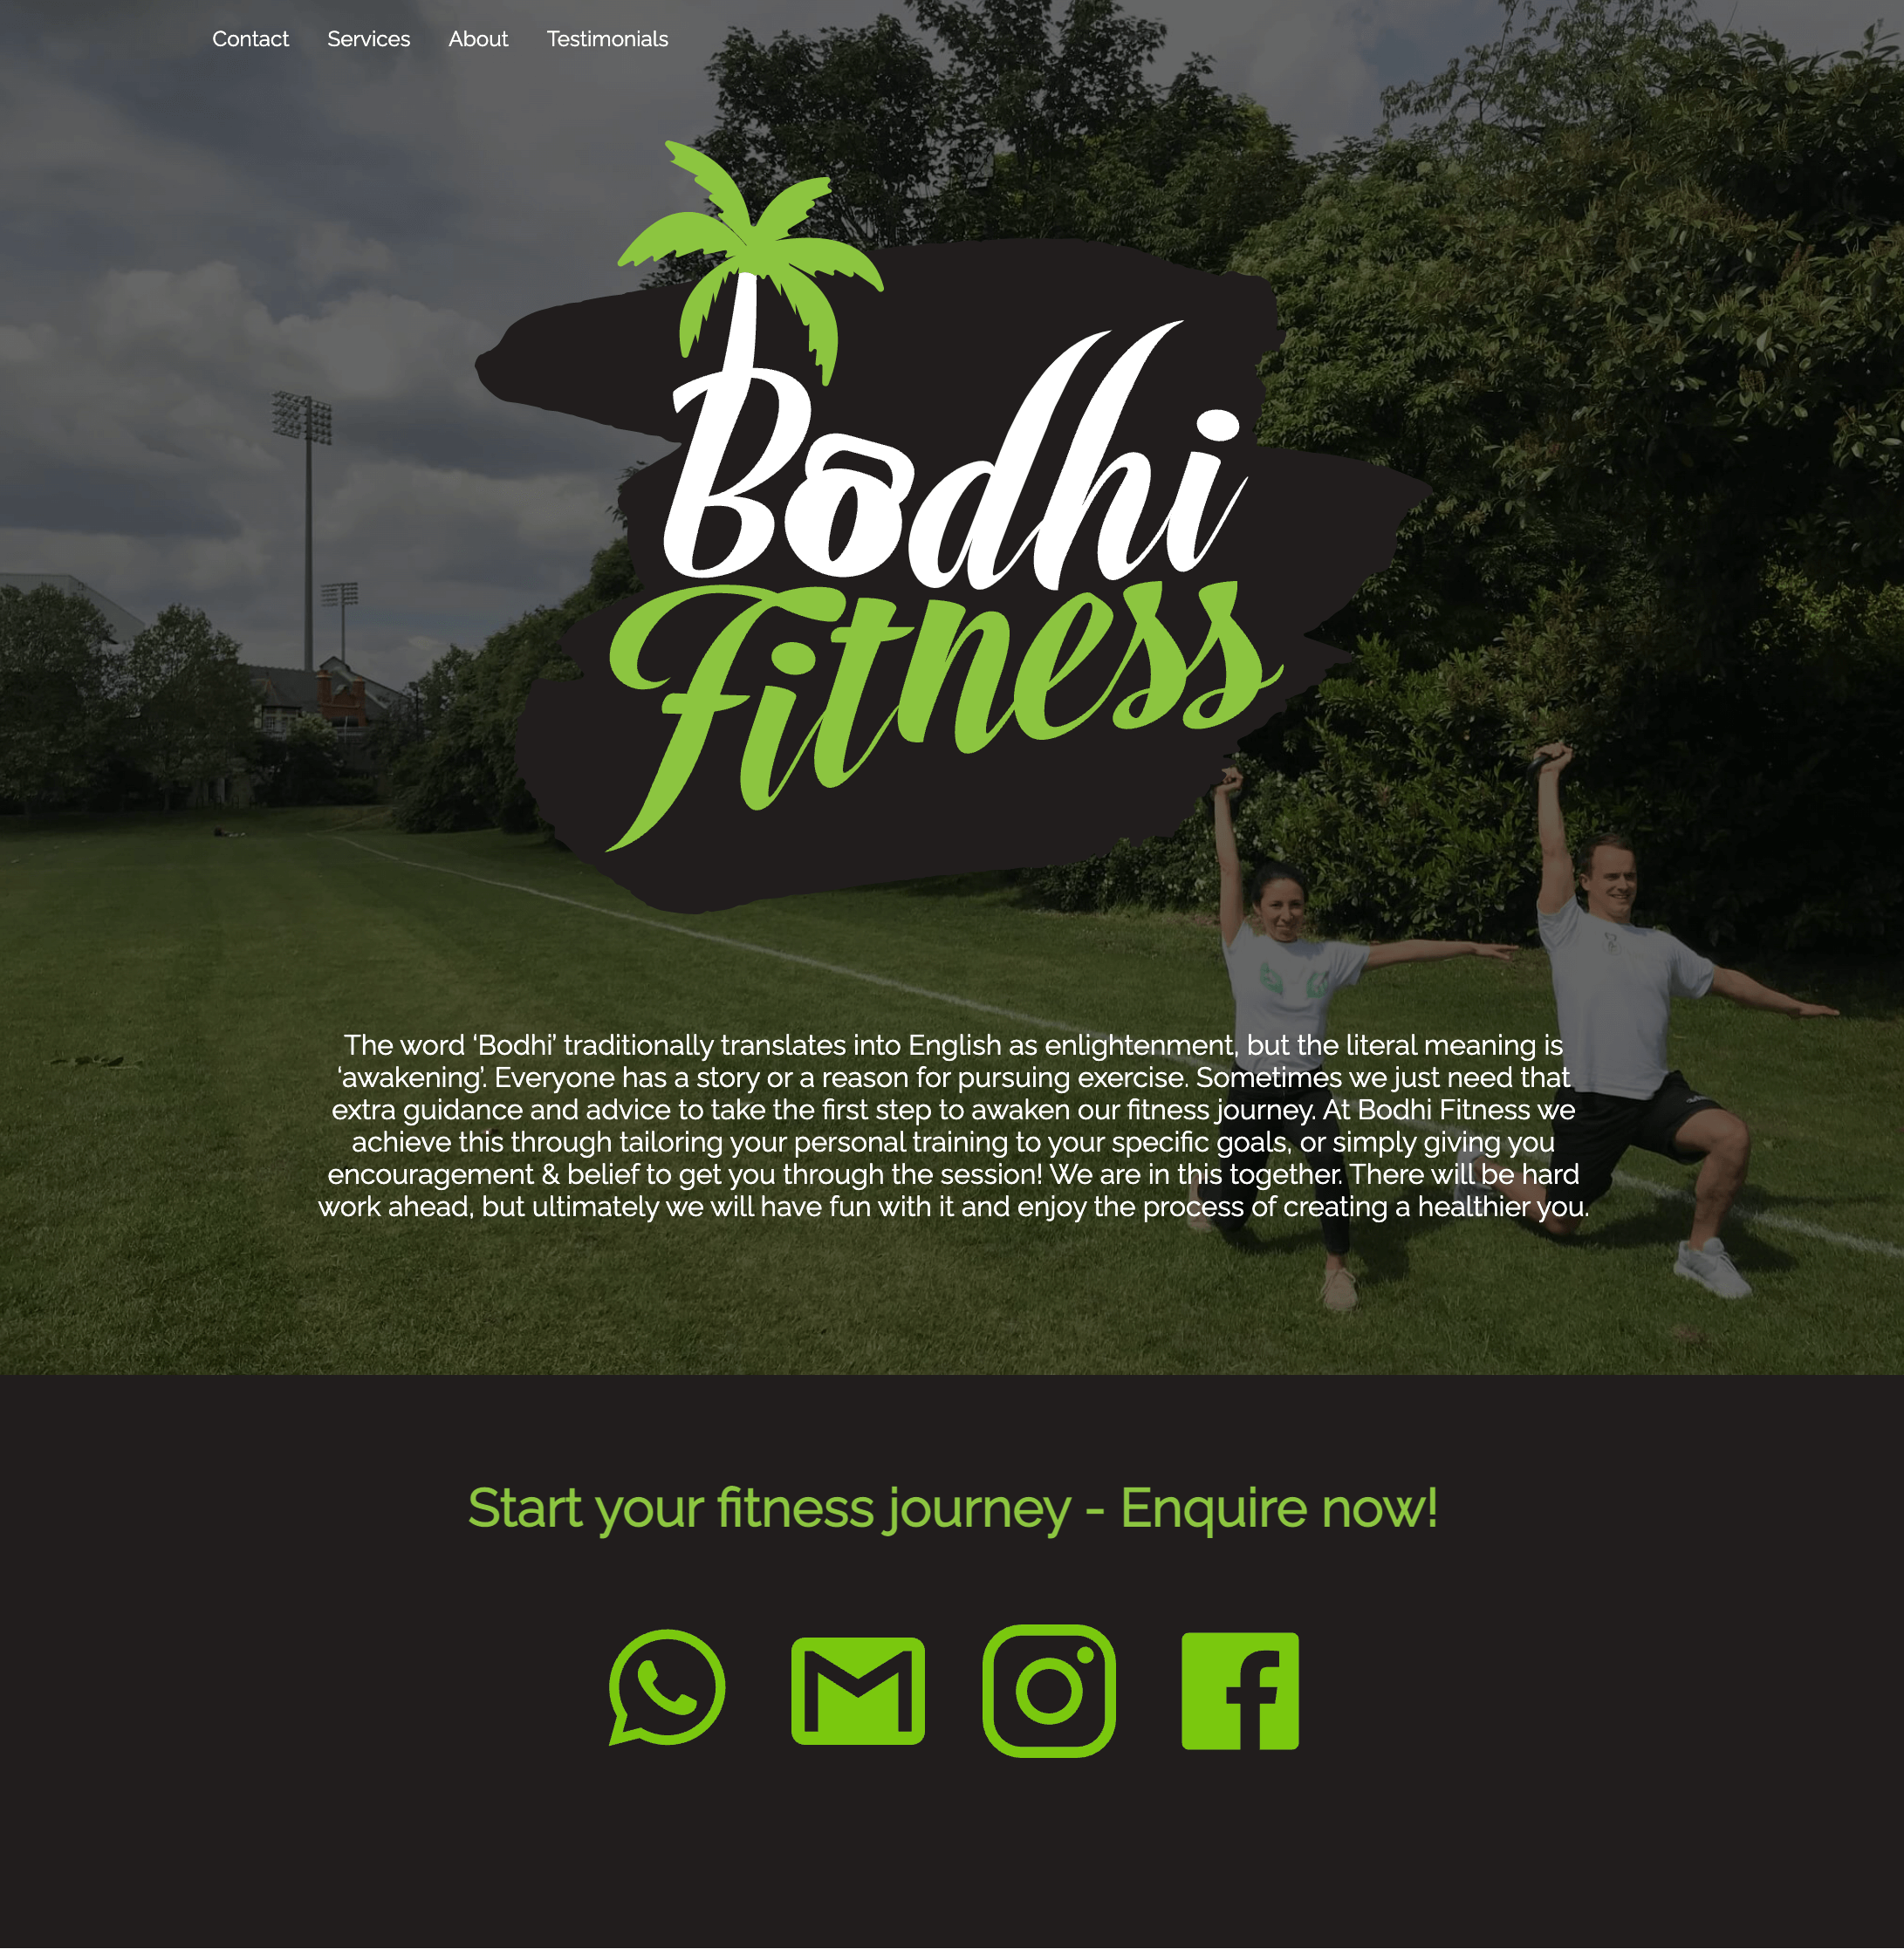 Contact Services About Testimonials
Bodhi
Fitness
The word ‘Bodhi’ traditionally translates into English as enlightenment, but the literal meaning is
‘awakening’. Everyone has a story or a reason for pursuing exercise. Sometimes we just need that
extra guidance and advice to take the first step to awaken our fitness journey. At Bodhi Fitness we
achieve this through tailoring your personal training to your specific goals, or simply giving you
encouragement & belief to get you through the session! We are in this together. There will be hard
work ahead, but ultimately we will have fun with it and enjoy the process of creating a healthier you.
Start your fitness journey - Enquire now!